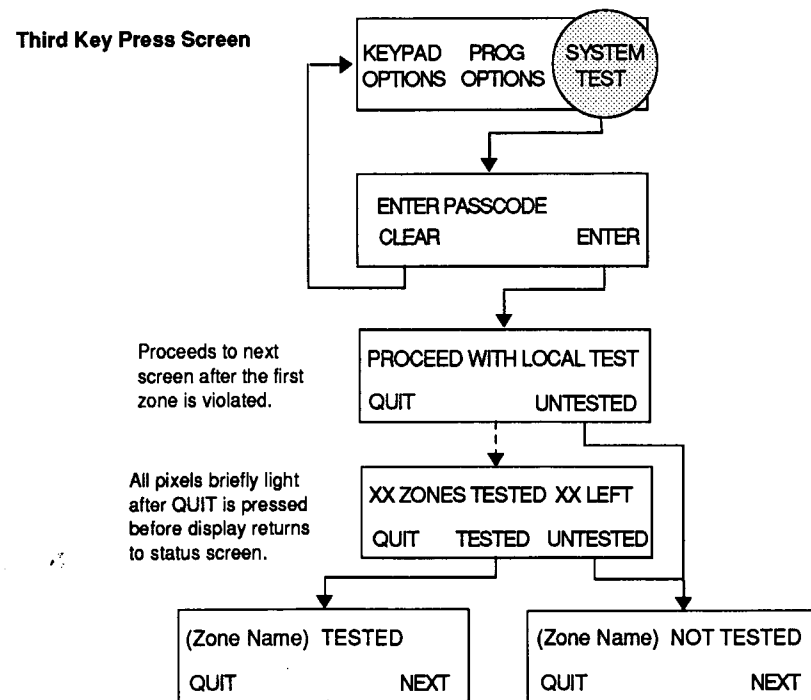 Third Key Press Screen
KEYPAD PROG SYSTEM
OPTIONS OPTIONS TEST
ENTER PASSCODE
CLEAR ENTER
Proceeds to next
screen after the first
zone is violated.
PROCEED WITH LOCAL TEST
QUIT UNTESTED
All pixels briefly light
after QUIT is pressed
before display returns
to status screen.
XX ZONES TESTED XX LEFT
QUIT TESTED UNTESTED
(Zone Name) TESTED
QUIT NEXT
(Zone Name) NOT TESTED
QUIT NEXT